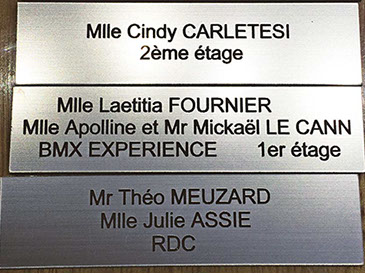 Mlle Cindy CARLETESI
2ème étage
Mlle Laetitia FOURNIER
Mlle Apolline et Mr Mickaël LE CANN
BMX EXPERIENCE 1er étage
Mr Théo MEUZARD
Mlle Julie ASSIE
RDC